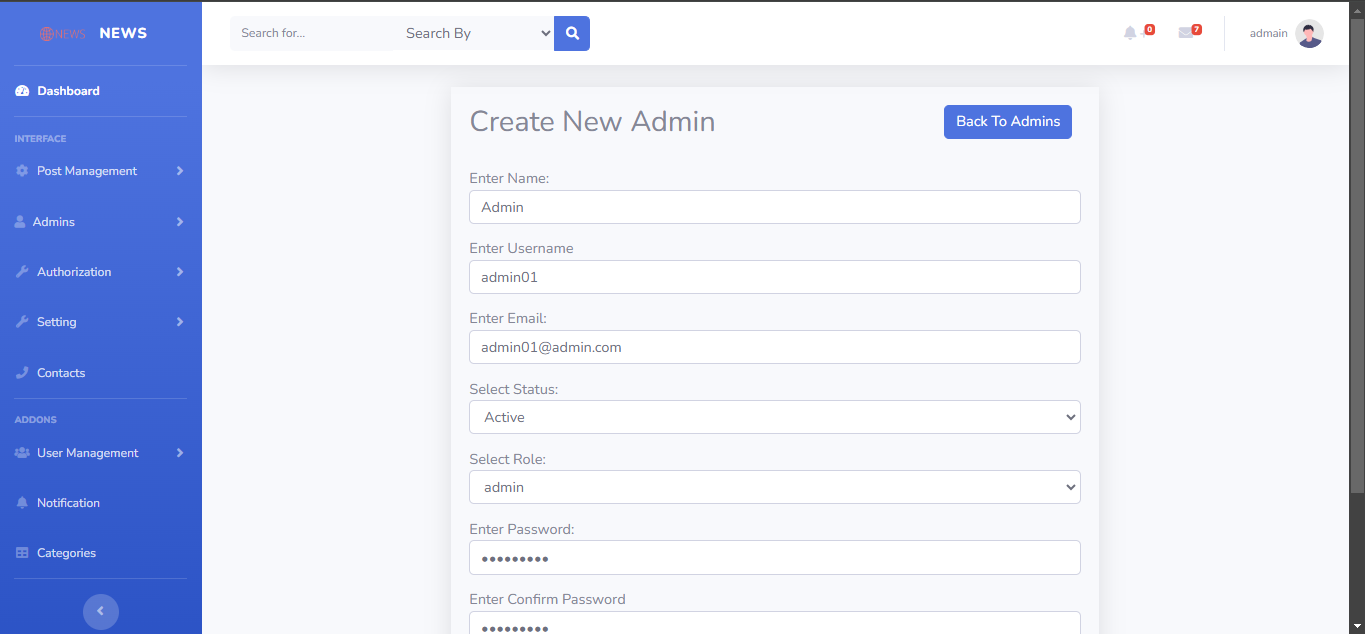 NEWS NEWS
Dashboard
INTERFACE
Post Management
Admins
Authorization
Setting
Contacts
ADDONS
User Management
Notification
Categories
Search for...
Search By
0
7
admain
Create New Admin
Back To Admins
Enter Name:
Admin
Enter Username
admin01
Enter Email:
admin01@admin.com
Select Status:
Active
Select Role:
admin
Enter Password:
•••••••••
Enter Confirm Password
•••••••••